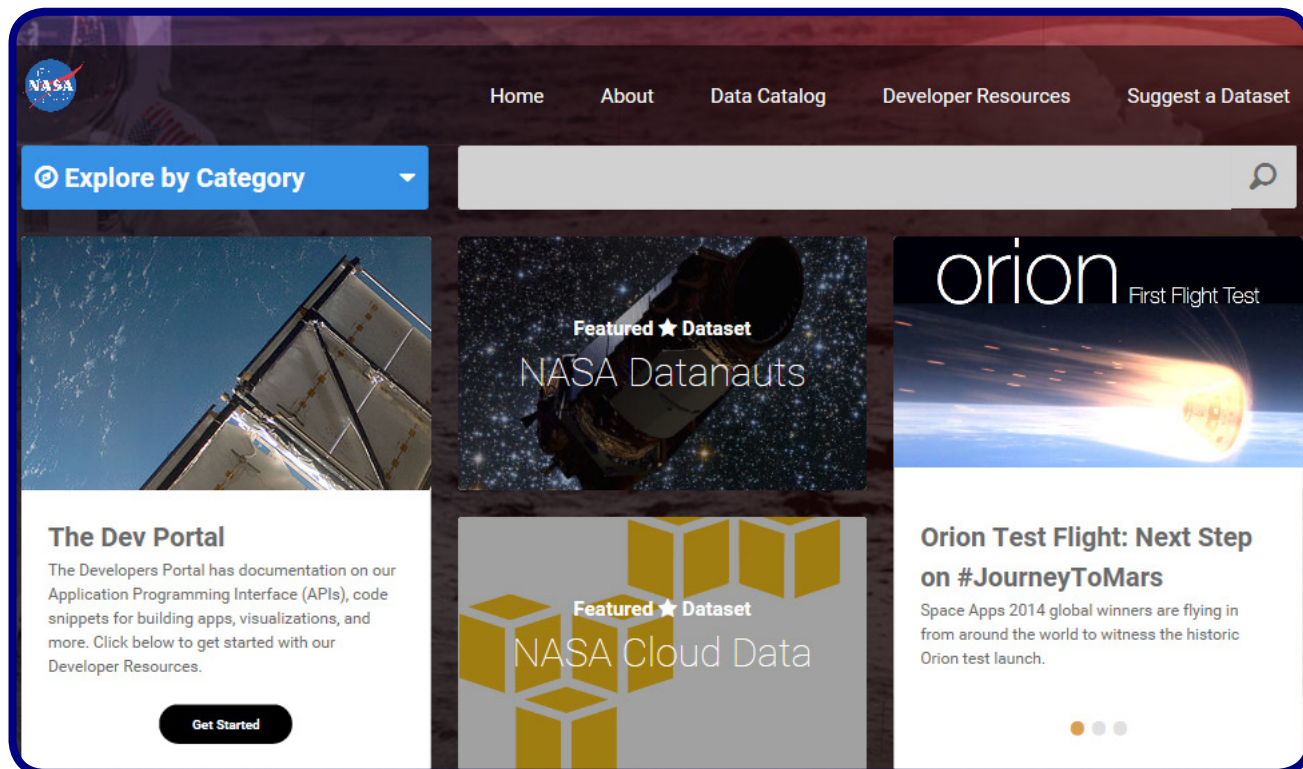 NASA
Home About Data Catalog Developer Resources Suggest a Dataset
Explore by Category
Featured ★ Dataset
NASA Datanauts
orion First Flight Test
The Dev Portal
The Developers Portal has documentation on our
Application Programming Interface (APIs), code
snippets for building apps, visualizations, and
more. Click below to get started with our
Developer Resources.
Get Started
Featured ★ Dataset
NASA Cloud Data
Orion Test Flight: Next Step
on #JourneyToMars
Space Apps 2014 global winners are flying in
from around the world to witness the historic
Orion test launch.